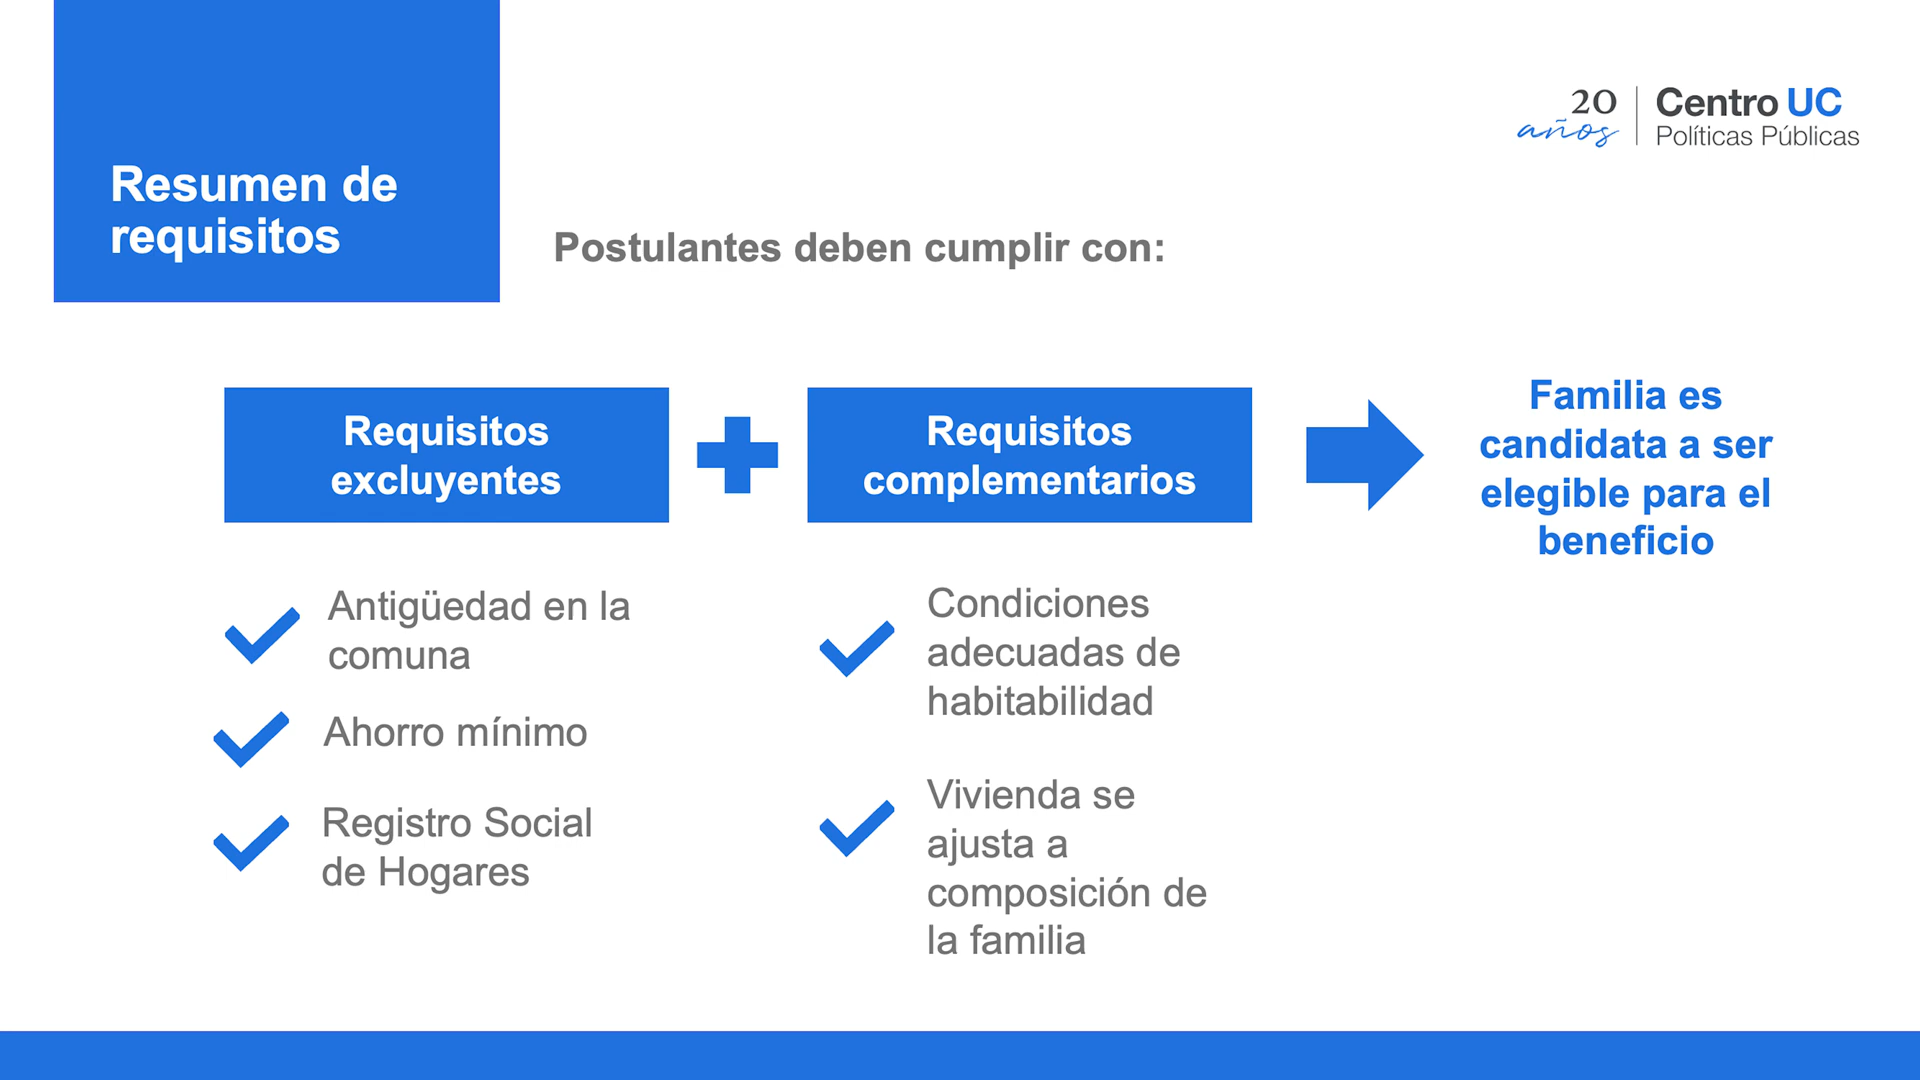 Resumen de
requisitos
20
años
Centro UC
Políticas Públicas
Postulantes deben cumplir con:
Requisitos
excluyentes
Requisitos
complementarios
Familia es
candidata a ser
elegible para el
beneficio
Antigüedad en la
comuna
Ahorro mínimo
Registro Social
de Hogares
Condiciones
adecuadas de
habitabilidad
Vivienda se
ajusta a
composición de
la familia